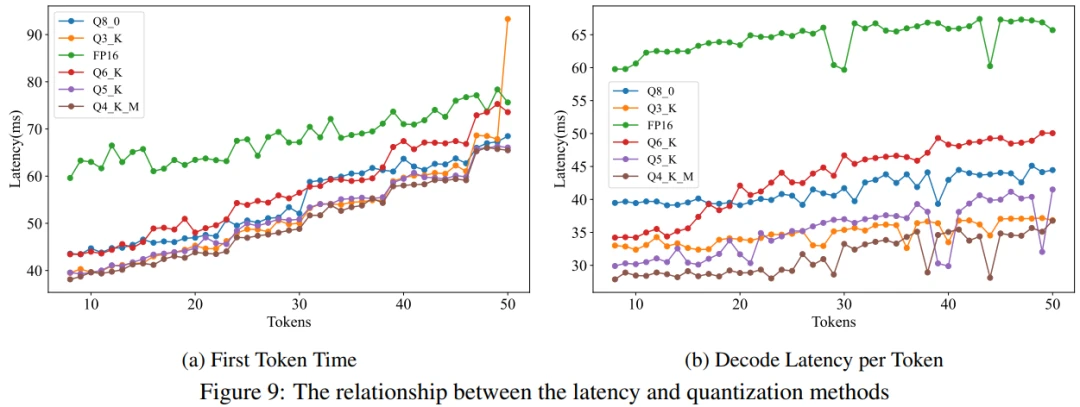 90
80
70
60
50
40
Latency(ms)
Q8_0
Q3_K
FP16
Q6_K
Q5_K
Q4_K_M
10
20
30
40
50
Tokens
65
60
55
50
45
40
35
30
Latency(ms)
Q8_0
Q3_K
FP16
Q6_K
Q5_K
Q4_K_M
10
20
30
40
50
Tokens
(a) First Token Time
(b) Decode Latency per Token
Figure 9: The relationship between the latency and quantization methods